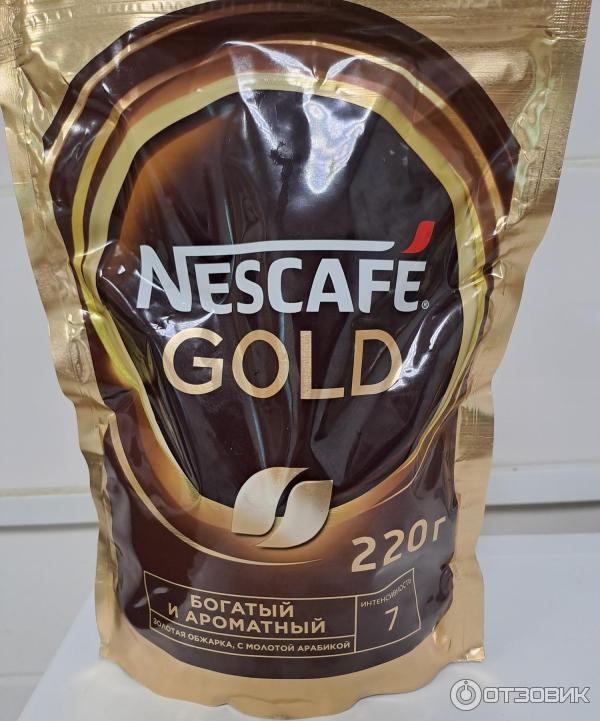 NESCAFÉ®
GOLD
220г
БОГАТЫЙ
И АРОМАТНЫЙ
ЗОЛОТАЯ ОБЖАРКА, С МОЛОТОЙ АРАБИКОЙ
ИНТЕНСИВНОСТЬ
7
ОТЗОВИК